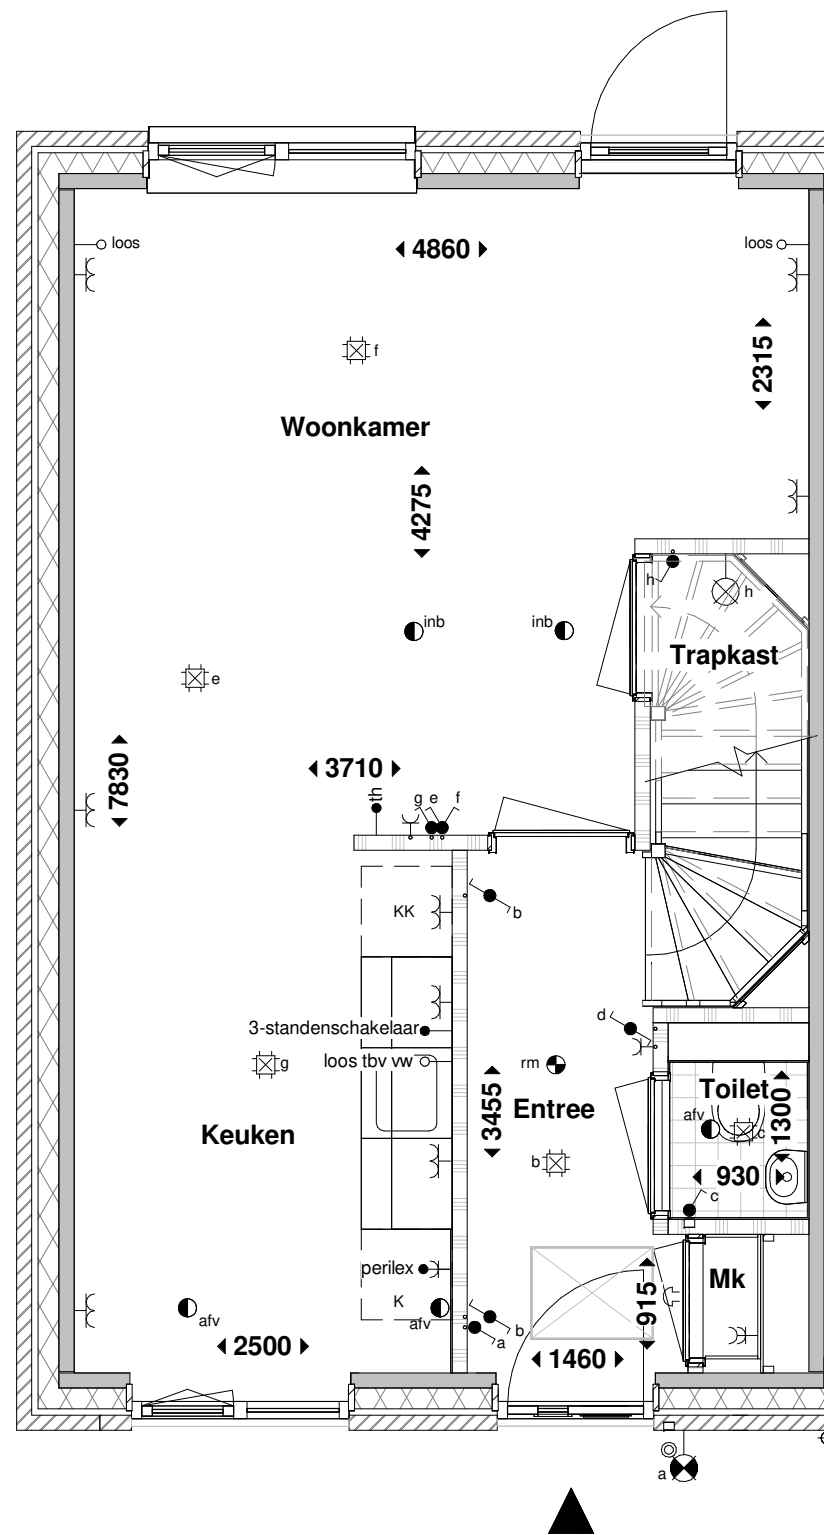 loos
4860
loos
f
2315
Woonkamer
4275
h
h
inb
inb
Trapkast
e
7830
3710
th
g e f
KK
b
d
3-standenschakelaar
loos tbv vw
g
rm
3455
Entree
Toilet
afv
c
1300
Keuken
b
930
c
perilex
K
afv
afv
b
a
915
Mk
2500
1460
a